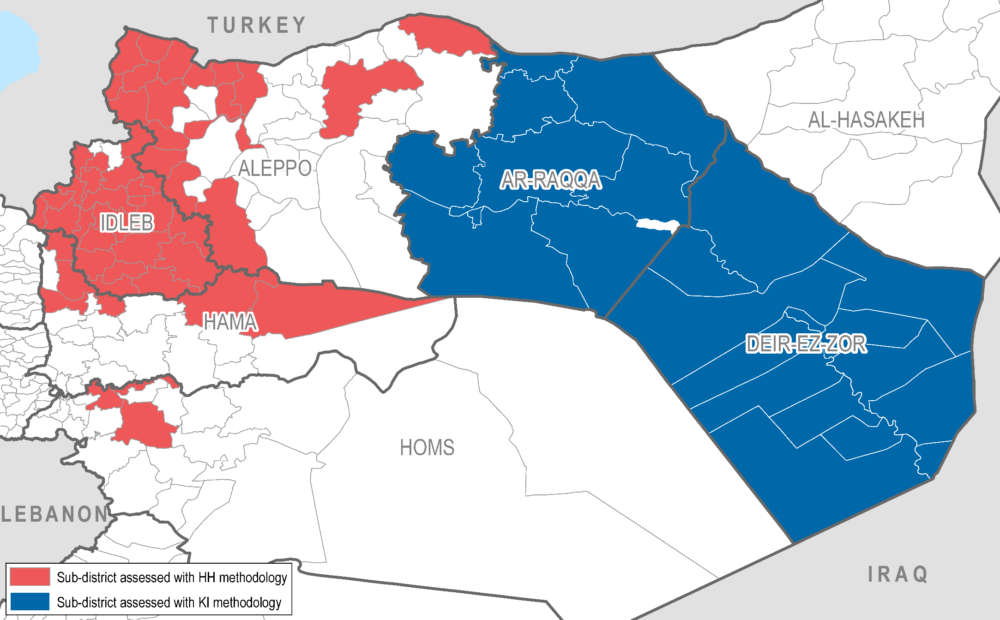 TURKEY
AL-HASAKEH
ALEPPO
AR-RAQQA
IDLEB
HAMA
DEIR-EZ-ZOR
HOMS
LEBANON
IRAQ
Sub-district assessed with HH methodology
Sub-district assessed with KI methodology